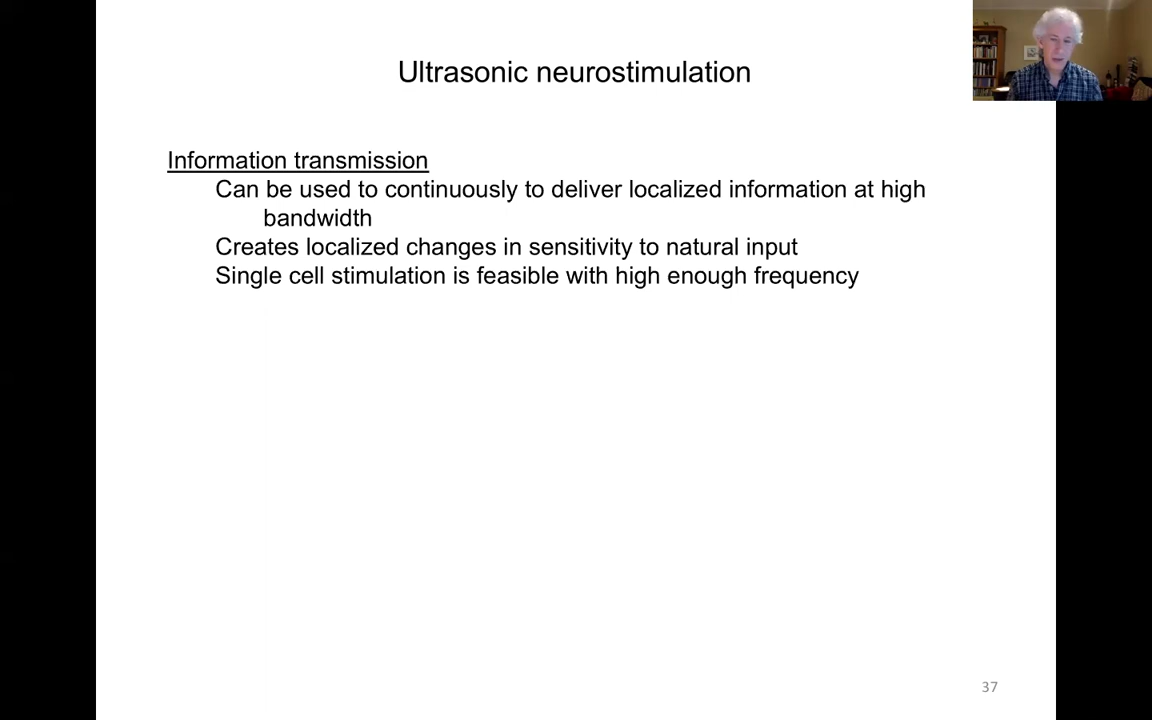 Ultrasonic neurostimulation
Information transmission
Can be used to continuously to deliver localized information at high
bandwidth
Creates localized changes in sensitivity to natural input
Single cell stimulation is feasible with high enough frequency
37